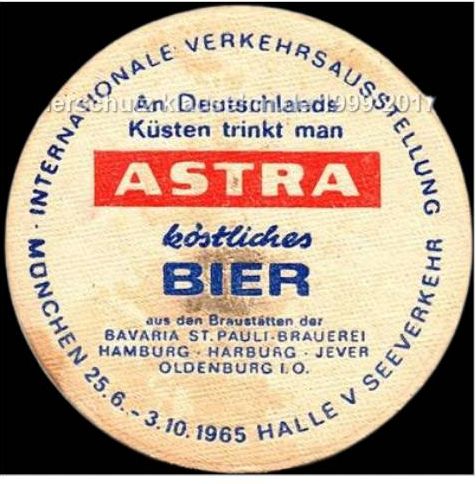 · INTERNATIONALE VERKEHRSAUSSTELLUNG ·
MÜNCHEN 25.6.-3.10.1965 HALLE V SEEVERKEHR
An Deutschlands
Küsten trinkt man
ASTRA
köstliches
BIER
aus den Braustätten der
BAVARIA ST. PAULI-BRAUEREI
HAMBURG · HARBURG · JEVER
OLDENBURG I.O.